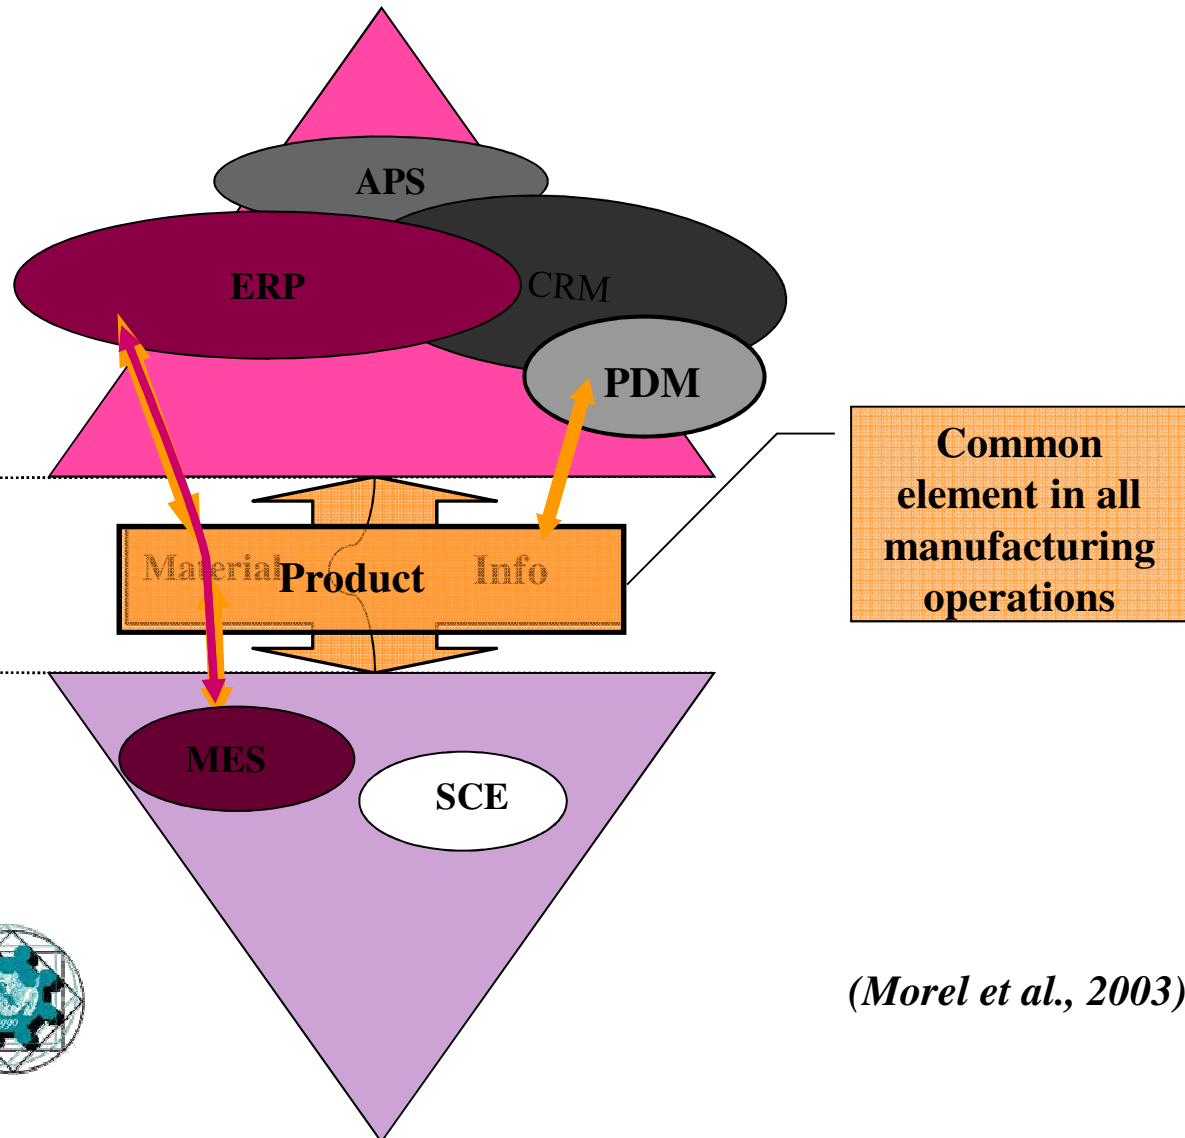 APS
ERP
CRM
PDM
Common
element in all
manufacturing
operations
Material
Product
Info
MES
SCE
1990
(Morel et al., 2003)